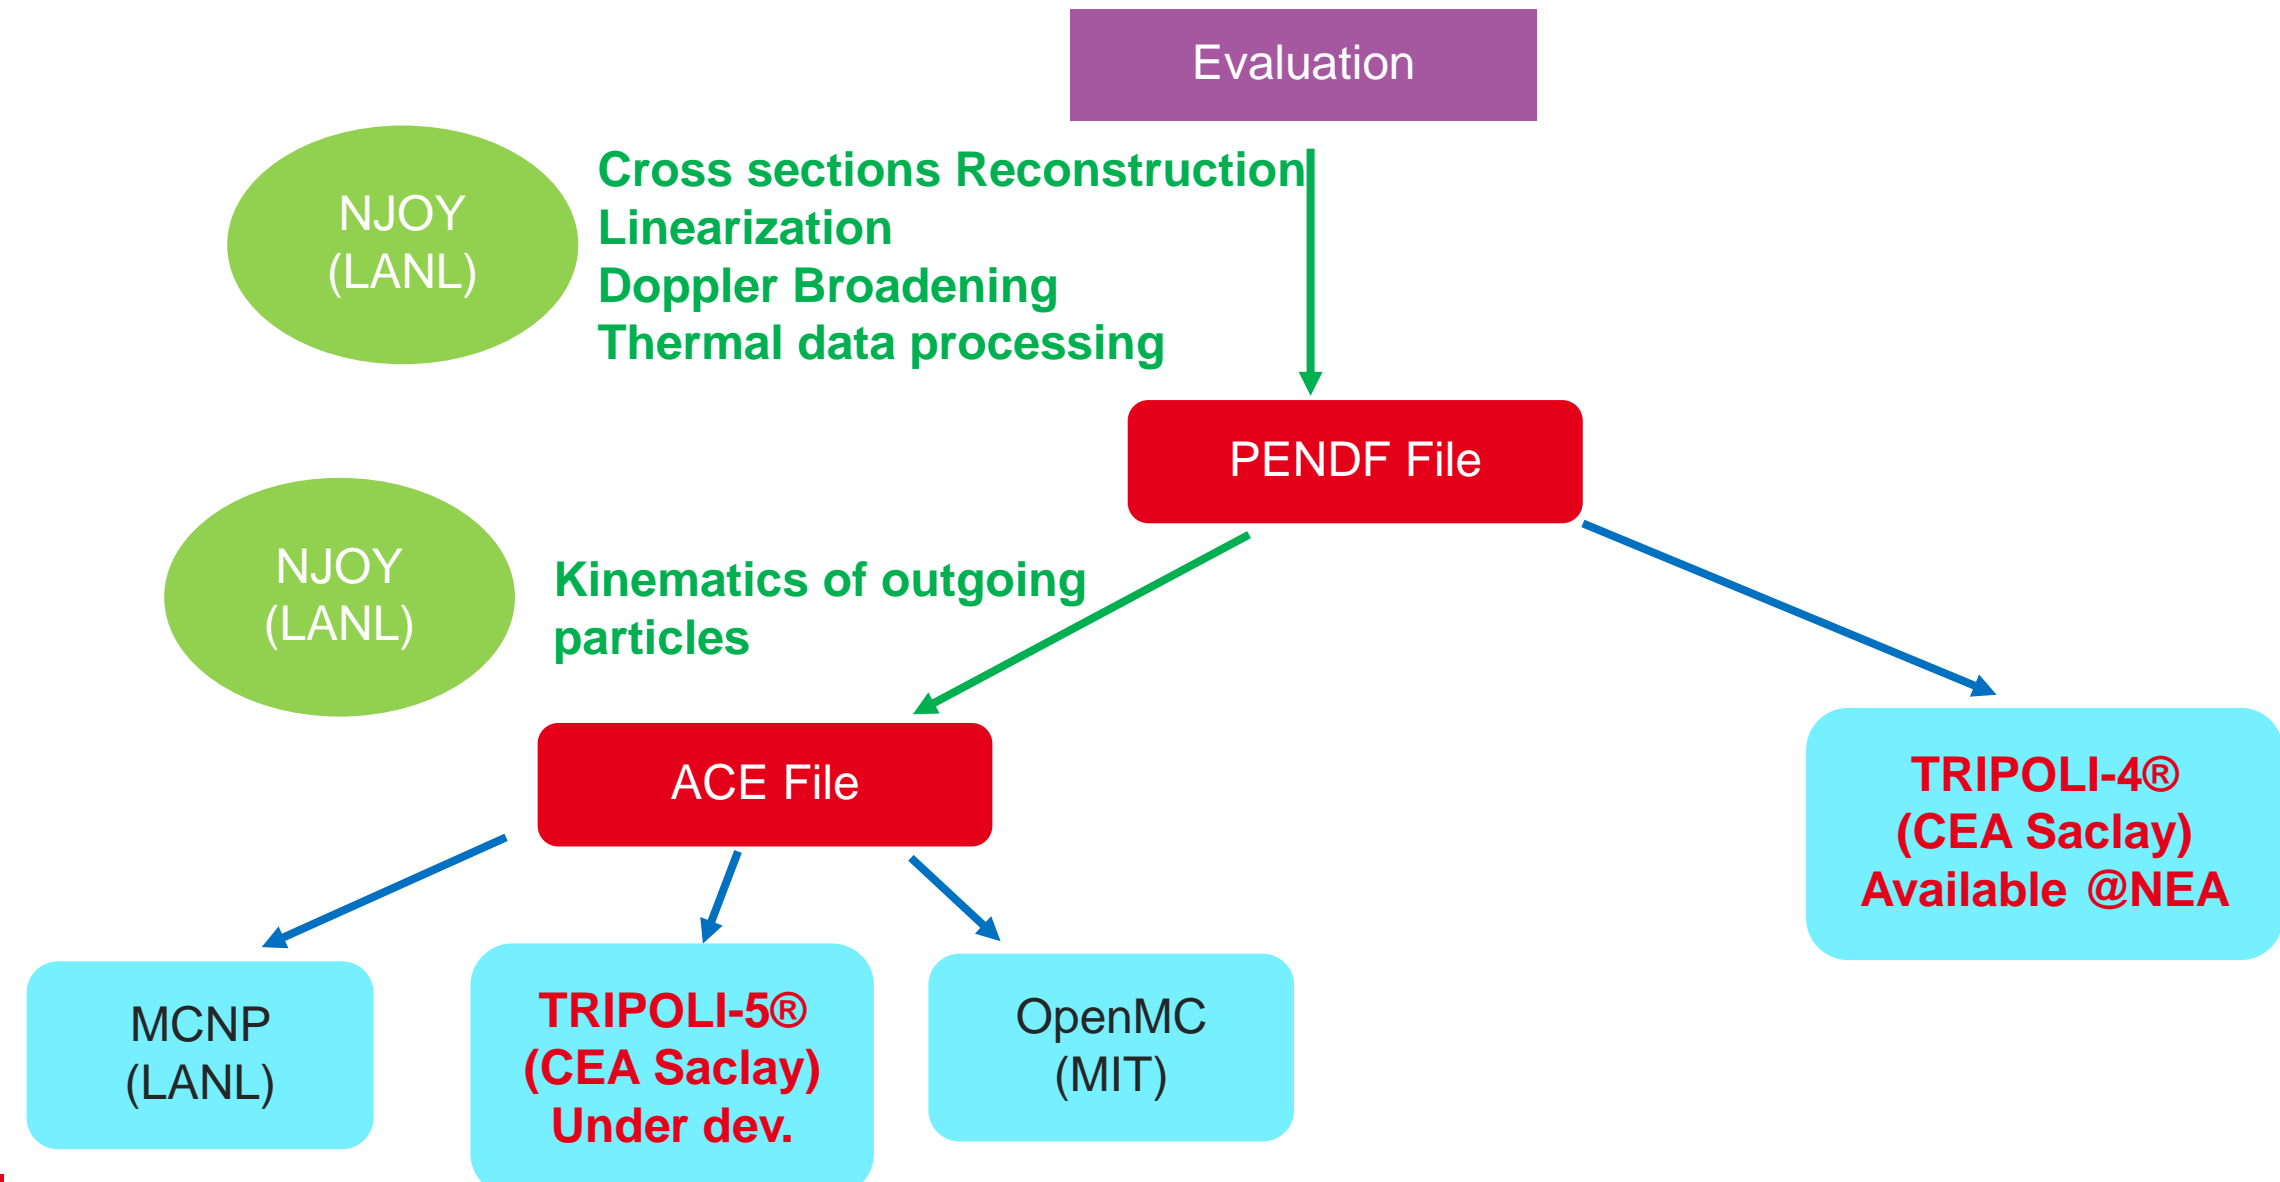 Evaluation
NJOY
(LANL)
Cross sections Reconstruction
Linearization
Doppler Broadening
Thermal data processing
PENDF File
NJOY
(LANL)
Kinematics of outgoing
particles
ACE File
TRIPOLI-4®
(CEA Saclay)
Available @NEA
MCNP
(LANL)
TRIPOLI-5®
(CEA Saclay)
Under dev.
OpenMC
(MIT)